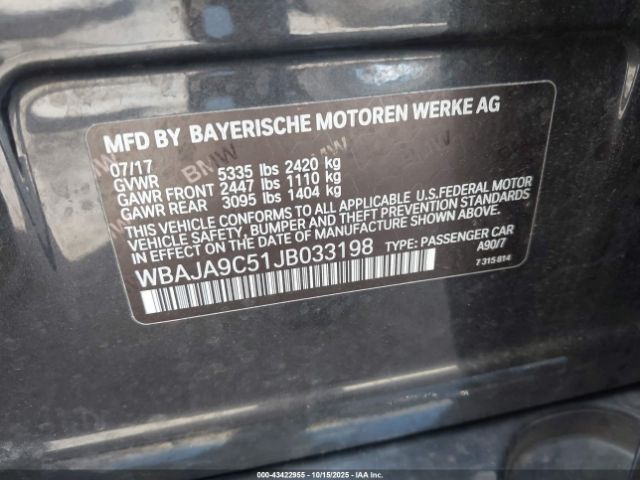 MFD BY BAYERISCHE MOTOREN WERKE AG
07/17
GVWR 5335 lbs 2420 kg
GAWR FRONT 2447 lbs 1110 kg
GAWR REAR 3095 lbs 1404 kg
THIS VEHICLE CONFORMS TO ALL APPLICABLE U.S.FEDERAL MOTOR
VEHICLE SAFETY, BUMPER, AND THEFT PREVENTION STANDARDS
IN EFFECT ON THE DATE OF MANUFACTURE SHOWN ABOVE.
WBAJA9C51JB033198 TYPE: PASSENGER CAR
A90/7
7 315 814
000-43422955 - 10/15/2025 - Copyright © IAA, LLC.